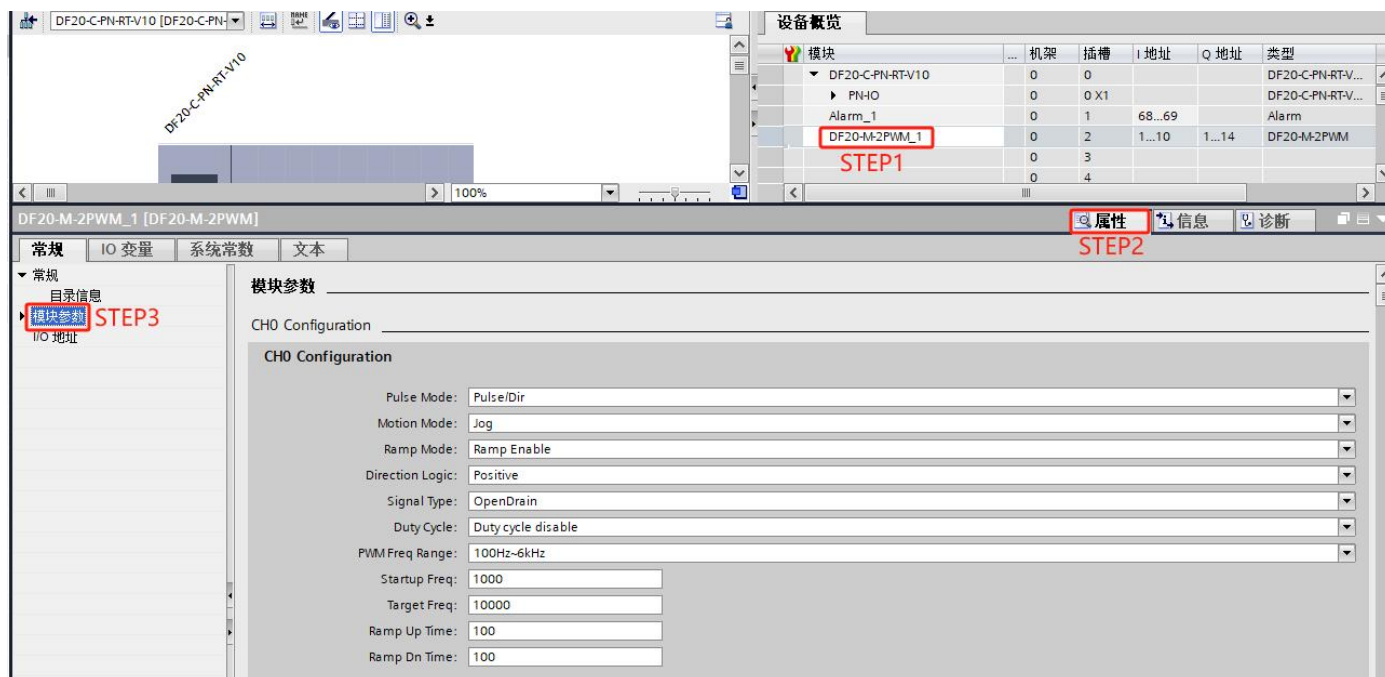 DF20-C-PN-RT-V10 [DF20-C-PN-
设备概览
模块 ... 机架 插槽 I 地址 Q 地址 类型
DF20-C-PN-RT-V10 0 0 DF20-C-PN-RT-V...
PN-IO 0 0 X1 DF20-C-PN-RT-V...
Alarm_1 0 1 68...69 Alarm
DF20-M-2PWM_1 0 2 1...10 1...14 DF20-M-2PWM
STEP1
0 3
0 4
DF20-C-PN-RT-V10
100%
DF20-M-2PWM_1 [DF20-M-2PWM]
属性 信息 诊断
STEP2
常规 IO 变量 系统常数 文本
常规
目录信息
模块参数 STEP3
I/O 地址
模块参数
CH0 Configuration
CH0 Configuration
Pulse Mode: Pulse/Dir
Motion Mode: Jog
Ramp Mode: Ramp Enable
Direction Logic: Positive
Signal Type: OpenDrain
Duty Cycle: Duty cycle disable
PWM Freq Range: 100Hz~6kHz
Startup Freq: 1000
Target Freq: 10000
Ramp Up Time: 100
Ramp Dn Time: 100